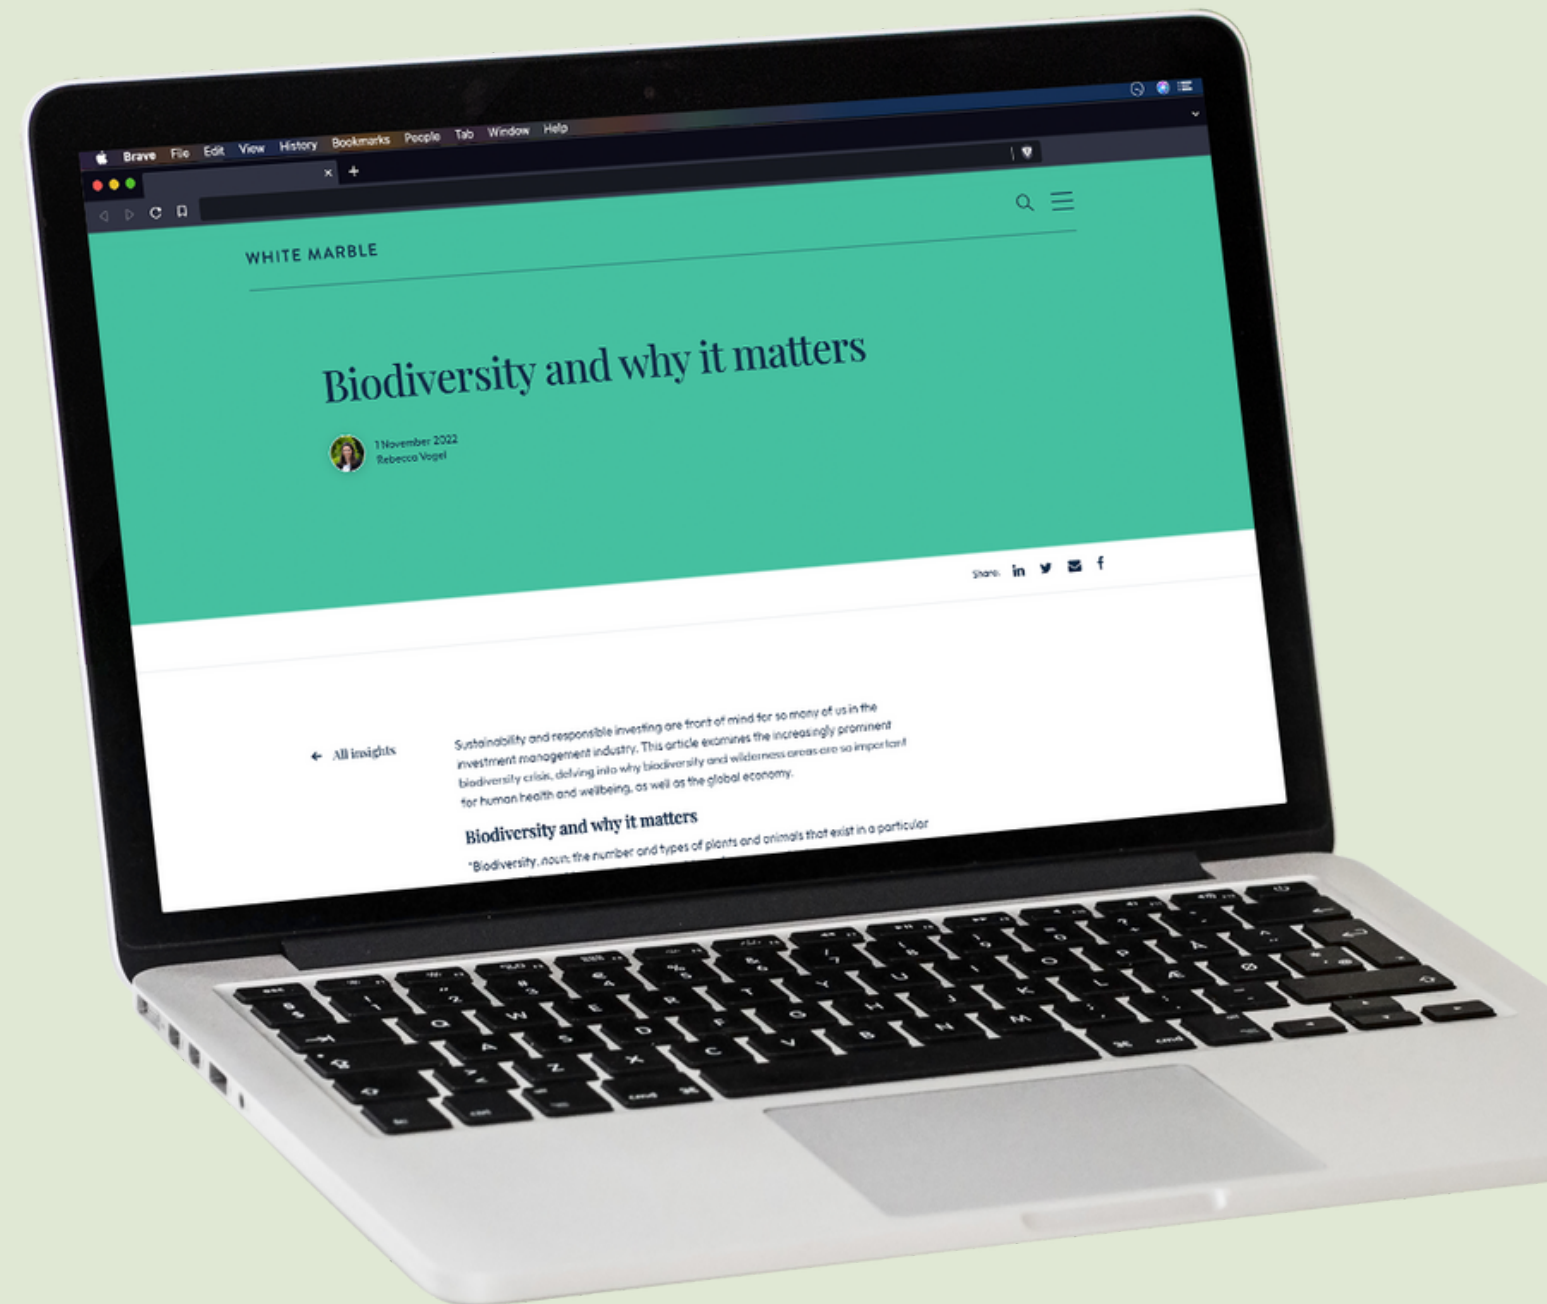 Brave File Edit View History Bookmarks People Tab Window Help
WHITE MARBLE
Biodiversity and why it matters
1 November 2022
Rebecca Vogel
Share:
← All insights
Sustainability and responsible investing are front of mind for so many of us in the
investment management industry. This article examines the increasingly prominent
biodiversity crisis, delving into why biodiversity and wilderness areas are so important
for human health and wellbeing, as well as the global economy.
Biodiversity and why it matters
"Biodiversity, noun: the number and types of plants and animals that exist in a particular
Q W E R T Y U I O P Å
A S D F G H J K L Æ Ø
Z X C V B N M
cmd
cmd